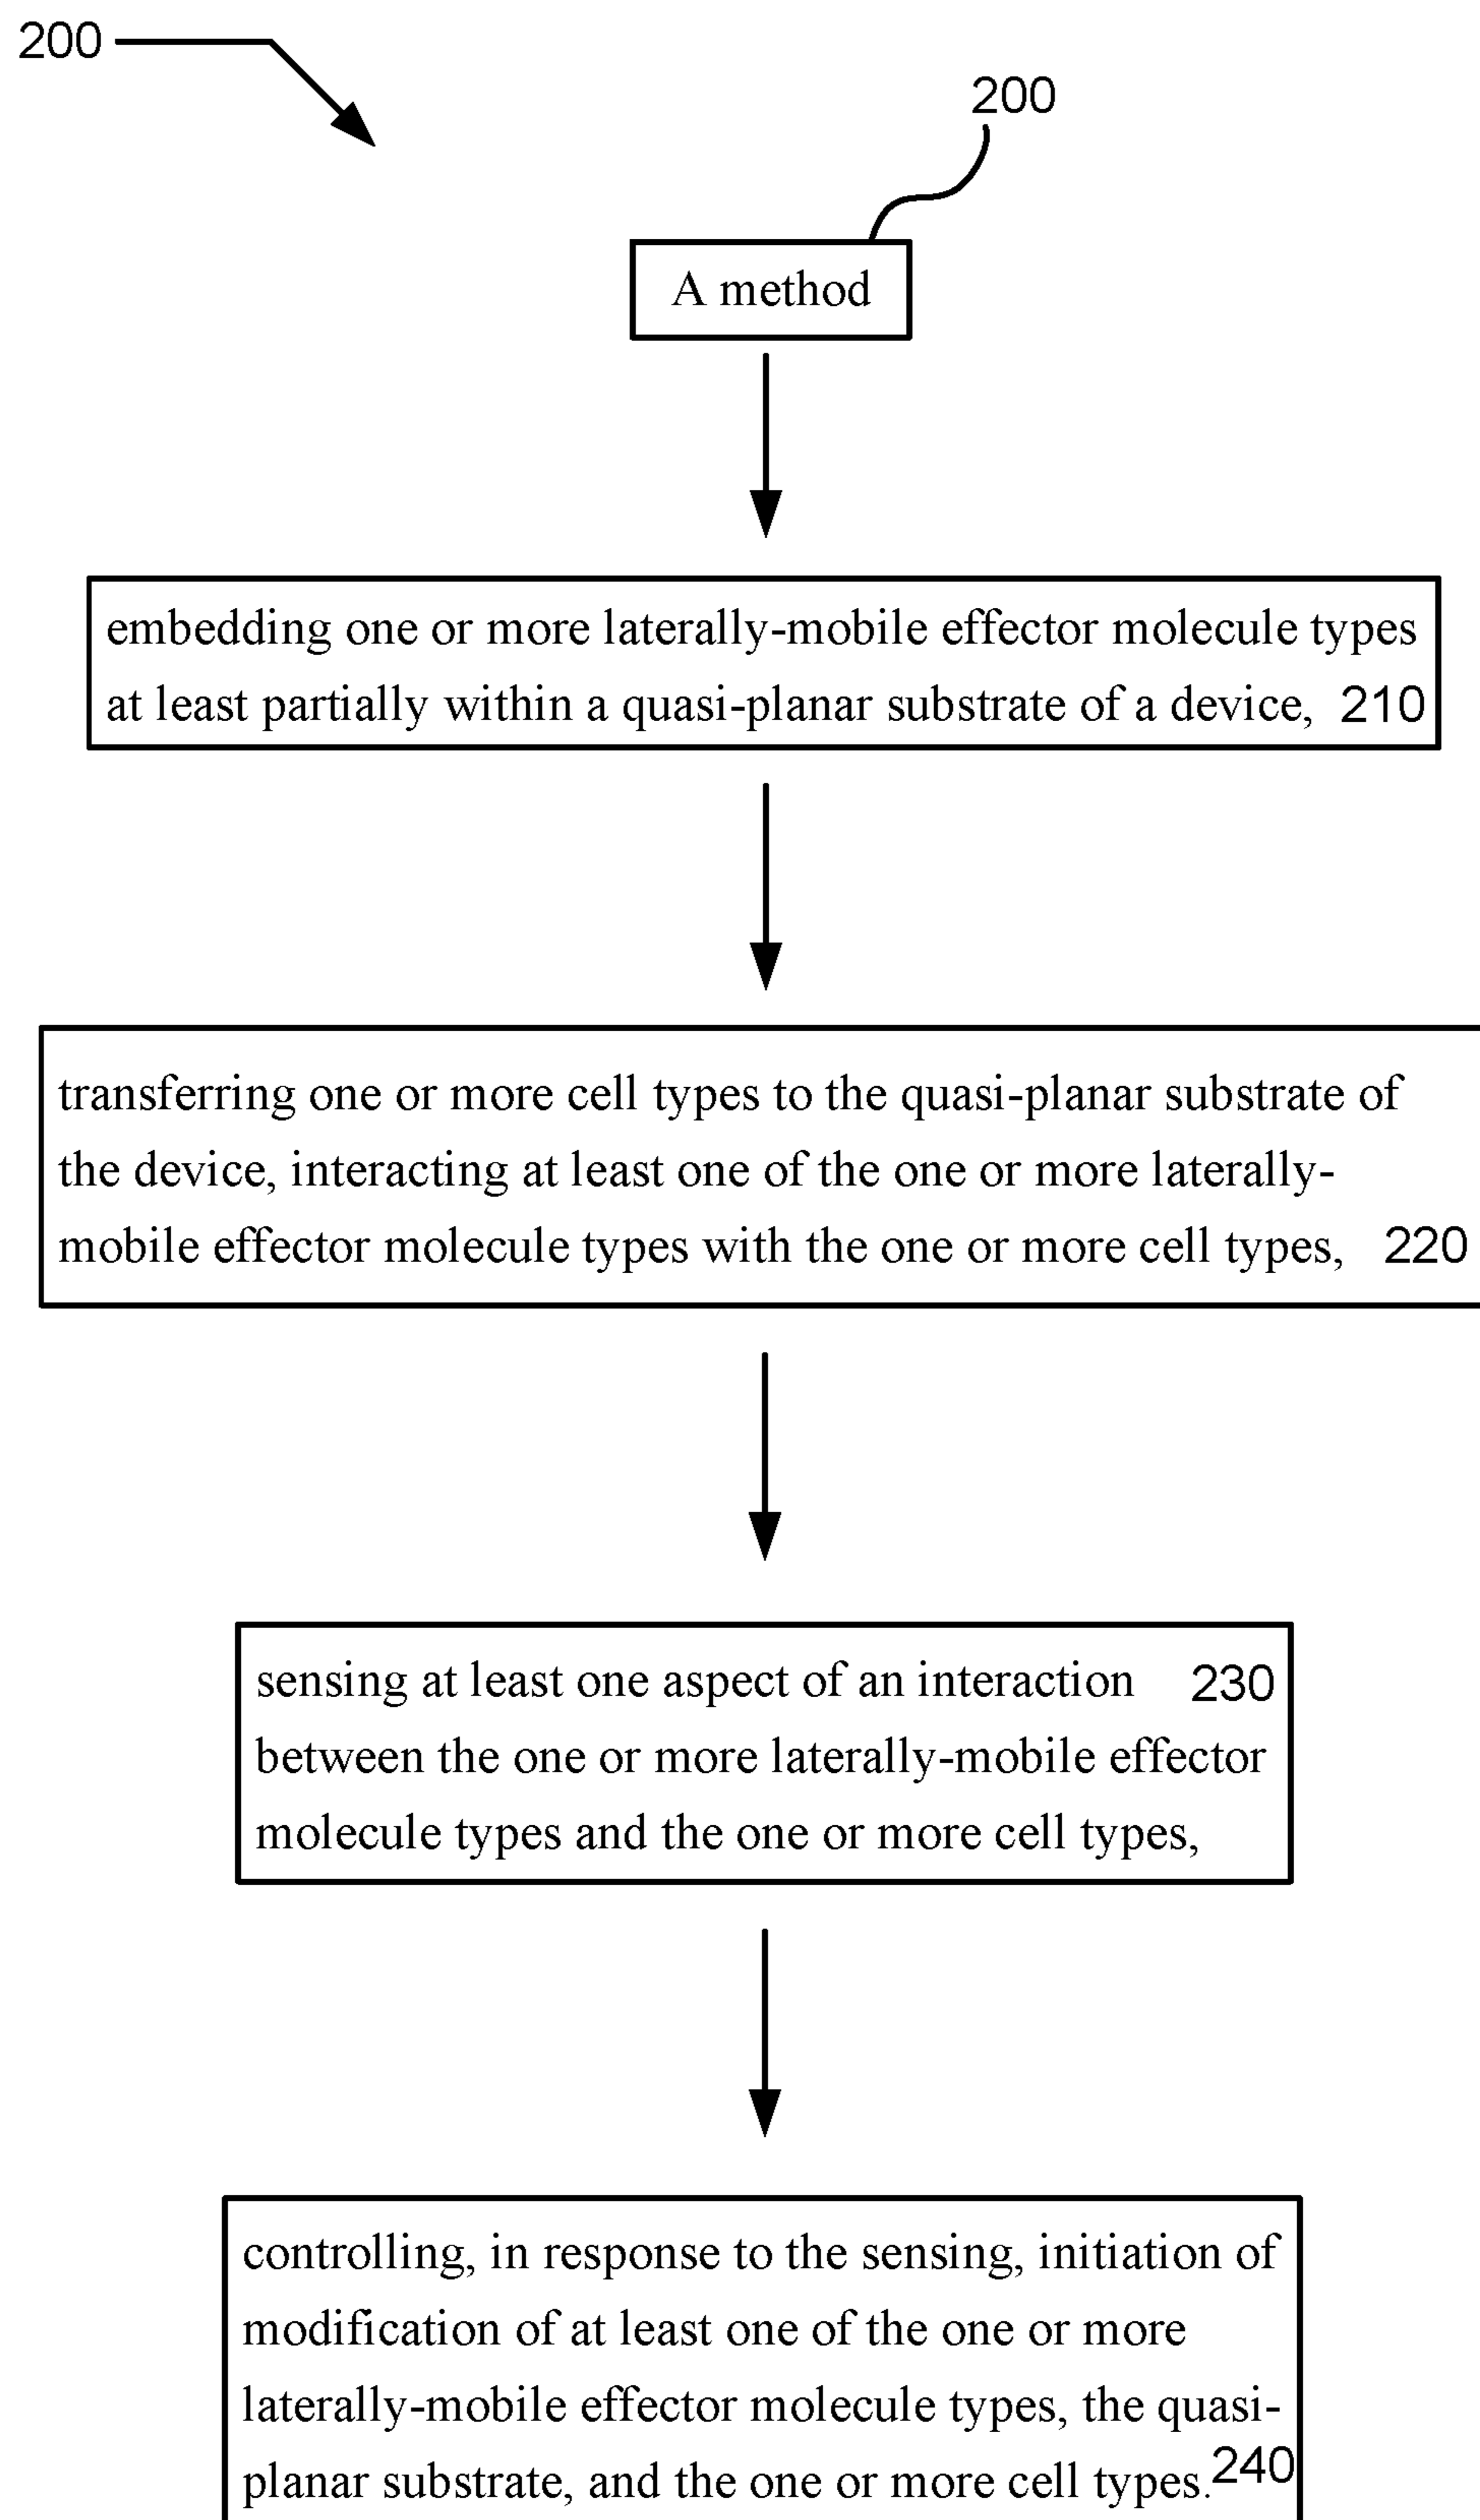 200
200
A method
embedding one or more laterally-mobile effector molecule types
at least partially within a quasi-planar substrate of a device, 210
transferring one or more cell types to the quasi-planar substrate of
the device, interacting at least one of the one or more laterally-
mobile effector molecule types with the one or more cell types, 220
sensing at least one aspect of an interaction 230
between the one or more laterally-mobile effector
molecule types and the one or more cell types,
controlling, in response to the sensing, initiation of
modification of at least one of the one or more
laterally-mobile effector molecule types, the quasi-
planar substrate, and the one or more cell types. 240